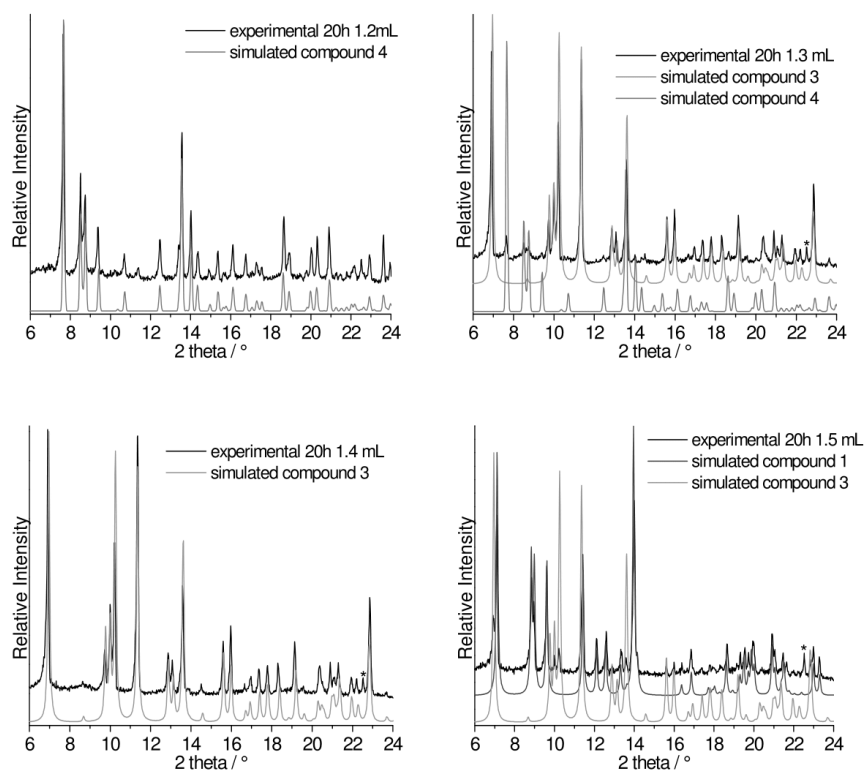 experimental 20h 1.2mL
simulated compound 4
Relative Intensity
6 8 10 12 14 16 18 20 22 24
2 theta / °
experimental 20h 1.3 mL
simulated compound 3
simulated compound 4
Relative Intensity
*
6 8 10 12 14 16 18 20 22 24
2 theta / °
experimental 20h 1.4 mL
simulated compound 3
Relative Intensity
*
6 8 10 12 14 16 18 20 22 24
2 theta / °
experimental 20h 1.5 mL
simulated compound 1
simulated compound 3
Relative Intensity
*
6 8 10 12 14 16 18 20 22 24
2 theta / °